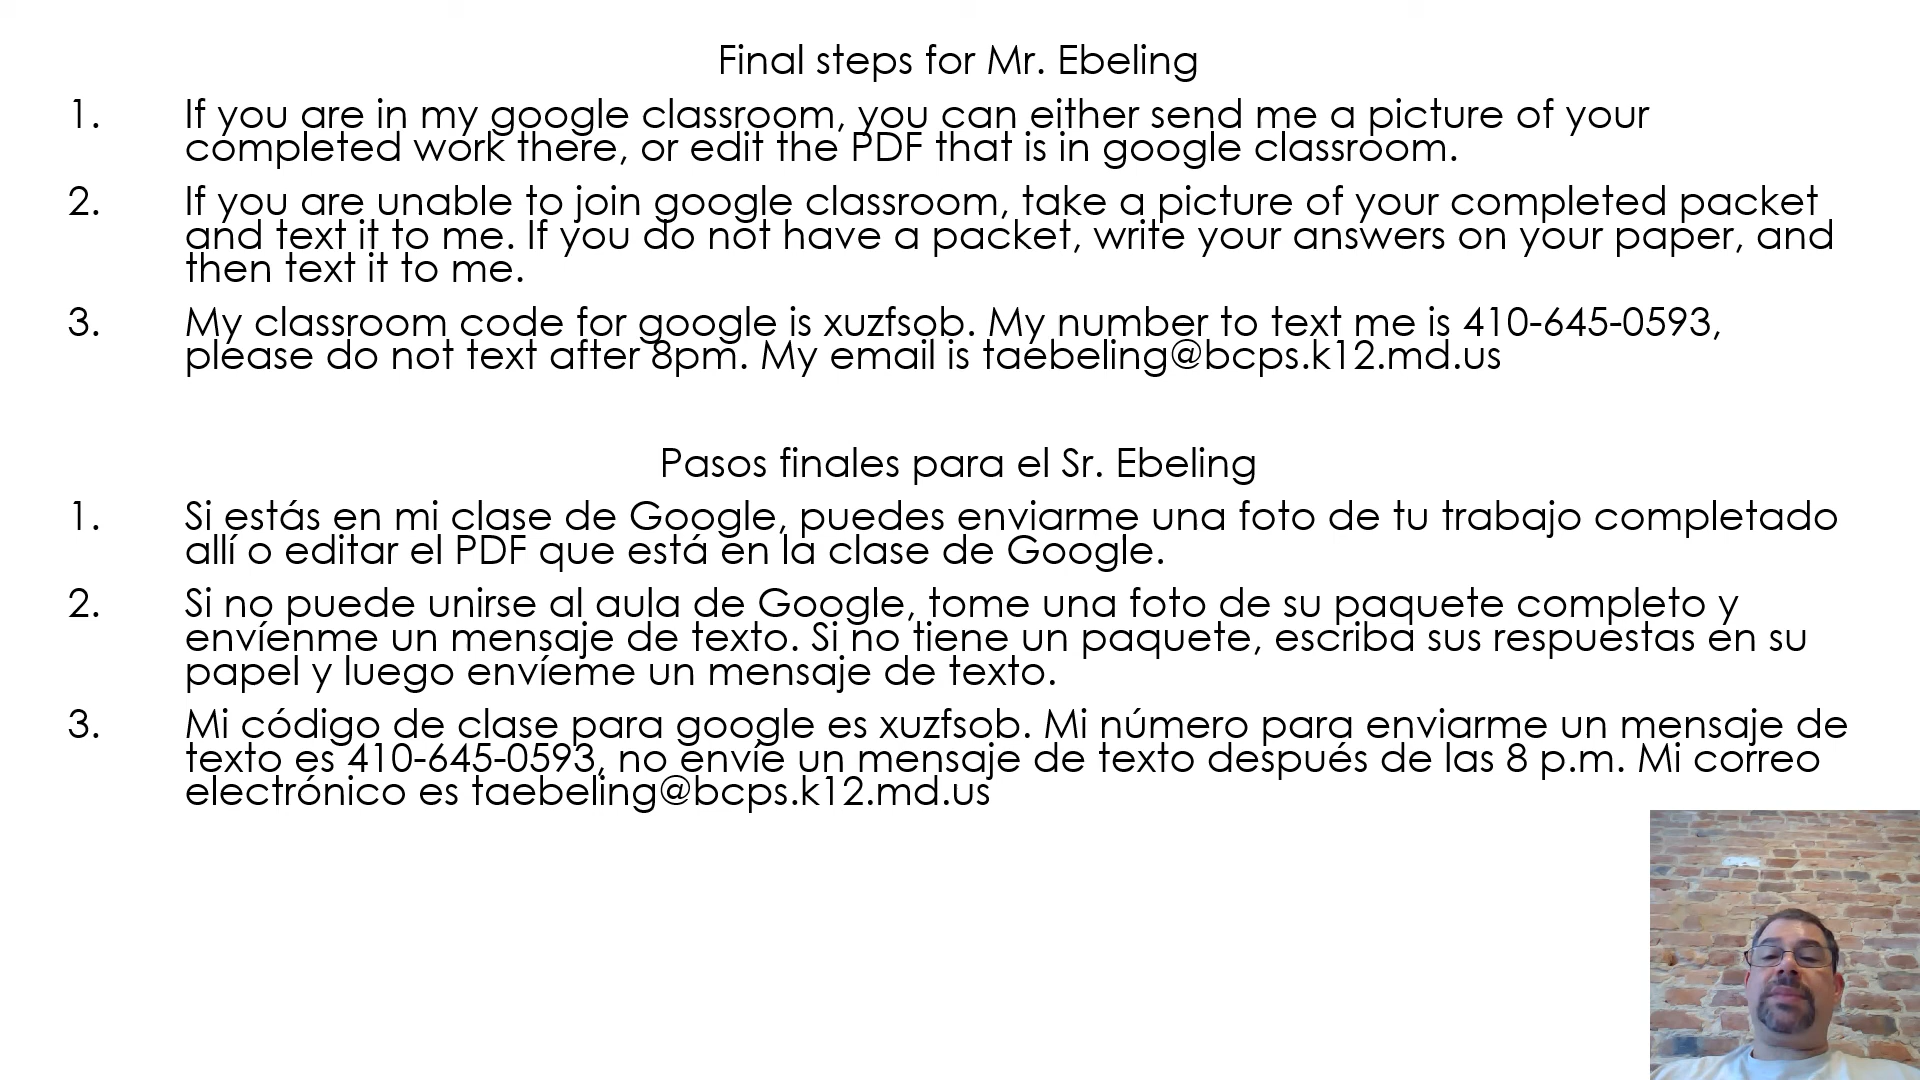 Final steps for Mr. Ebeling
1. If you are in my google classroom, you can either send me a picture of your
completed work there, or edit the PDF that is in google classroom.
2. If you are unable to join google classroom, take a picture of your completed packet
and text it to me. If you do not have a packet, write your answers on your paper, and
then text it to me.
3. My classroom code for google is xuzfsob. My number to text me is 410-645-0593,
please do not text after 8pm. My email is taebeling@bcps.k12.md.us
Pasos finales para el Sr. Ebeling
1. Si estás en mi clase de Google, puedes enviarme una foto de tu trabajo completado
allí o editar el PDF que está en la clase de Google.
2. Si no puede unirse al aula de Google, tome una foto de su paquete completo y
envíenme un mensaje de texto. Si no tiene un paquete, escriba sus respuestas en su
papel y luego envíeme un mensaje de texto.
3. Mi código de clase para google es xuzfsob. Mi número para enviarme un mensaje de
texto es 410-645-0593, no envíe un mensaje de texto después de las 8 p.m. Mi correo
electrónico es taebeling@bcps.k12.md.us